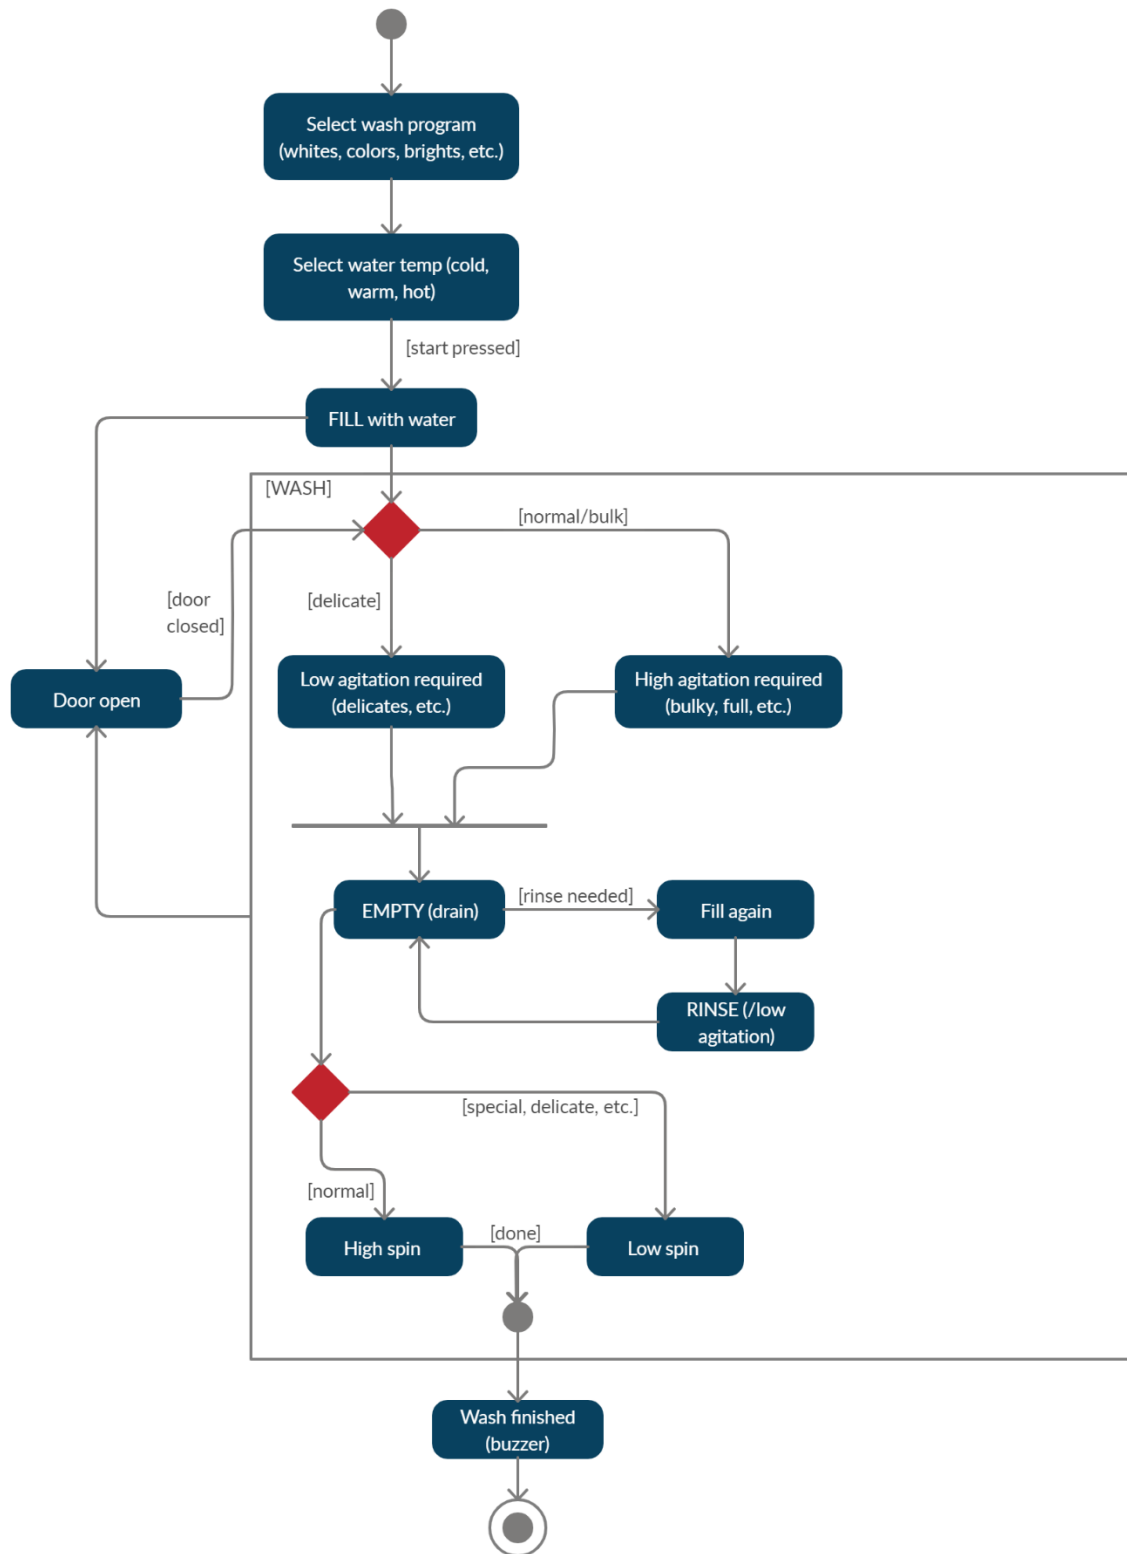 Select wash program
(whites, colors, brights, etc.)
Select water temp (cold,
warm, hot)
[start pressed]
FILL with water
[WASH]
[normal/bulk]
[door
closed]
[delicate]
Door open
Low agitation required
(delicates, etc.)
High agitation required
(bulky, full, etc.)
EMPTY (drain)
[rinse needed]
Fill again
RINSE (/low
agitation)
[special, delicate, etc.]
[normal]
High spin
[done]
Low spin
Wash finished
(buzzer)